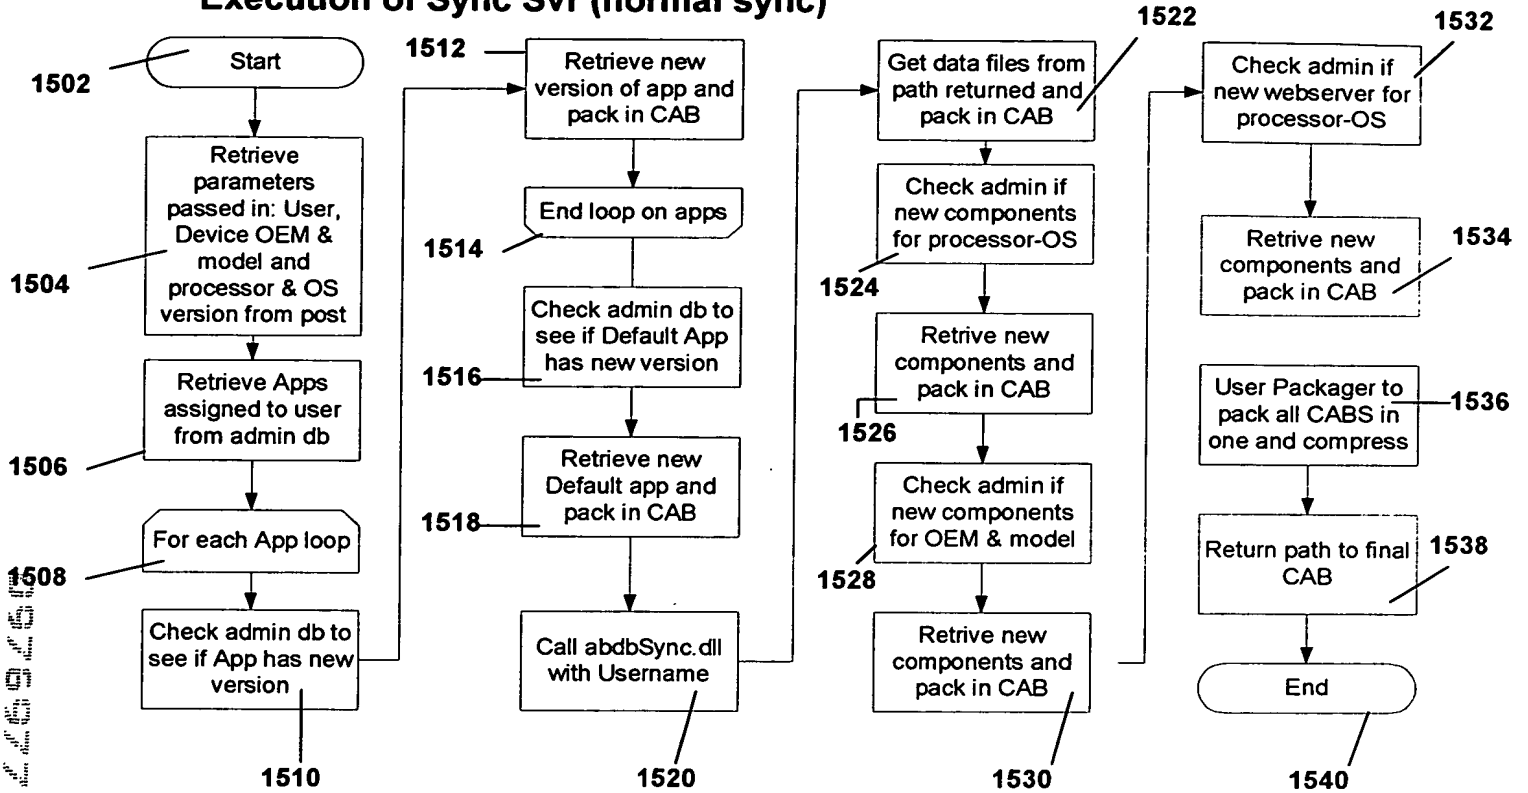 Execution of Sync Svr (normal sync)
1502
Start
1504
Retrieve
parameters
passed in: User,
Device OEM &
model and
processor & OS
version from post
1506
Retrieve Apps
assigned to user
from admin db
1508
For each App loop
Check admin db to
see if App has new
version
1510
1512
Retrieve new
version of app and
pack in CAB
End loop on apps
1514
Check admin db to
see if Default App
has new version
1516
Retrieve new
Default app and
pack in CAB
1518
Call abdbSync.dll
with Username
1520
1522
Get data files from
path returned and
pack in CAB
Check admin if
new components
for processor-OS
1524
Retrive new
components and
pack in CAB
1526
Check admin if
new components
for OEM & model
1528
Retrive new
components and
pack in CAB
1530
1532
Check admin if
new webserver for
processor-OS
1534
Retrive new
components and
pack in CAB
User Packager to
pack all CABS in
one and compress
1536
Return path to final
CAB
1538
End
1540